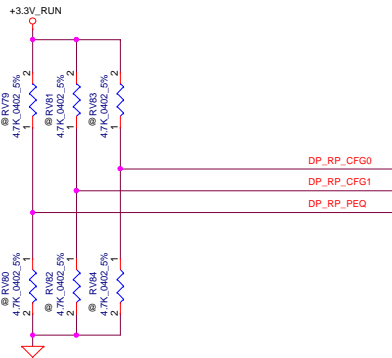 +3.3V_RUN
2
2
2
@ RV79
4.7K_0402_5%
@ RV81
4.7K_0402_5%
@ RV83
4.7K_0402_5%
1
1
1
DP_RP_CFG0
DP_RP_CFG1
DP_RP_PEQ
1
1
1
@ RV80
4.7K_0402_5%
@ RV82
4.7K_0402_5%
@ RV84
4.7K_0402_5%
2
2
2